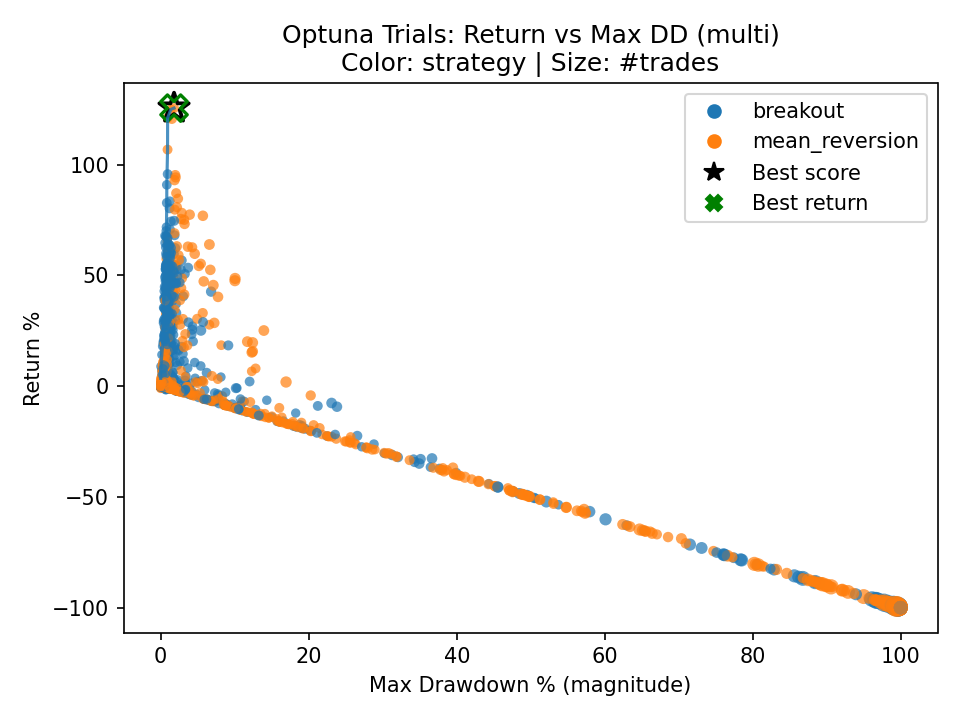 Optuna Trials: Return vs Max DD (multi)
Color: strategy | Size: #trades
breakout
mean_reversion
Best score
Best return
Return %
100
50
0
−50
−100
0
20
40
60
80
100
Max Drawdown % (magnitude)